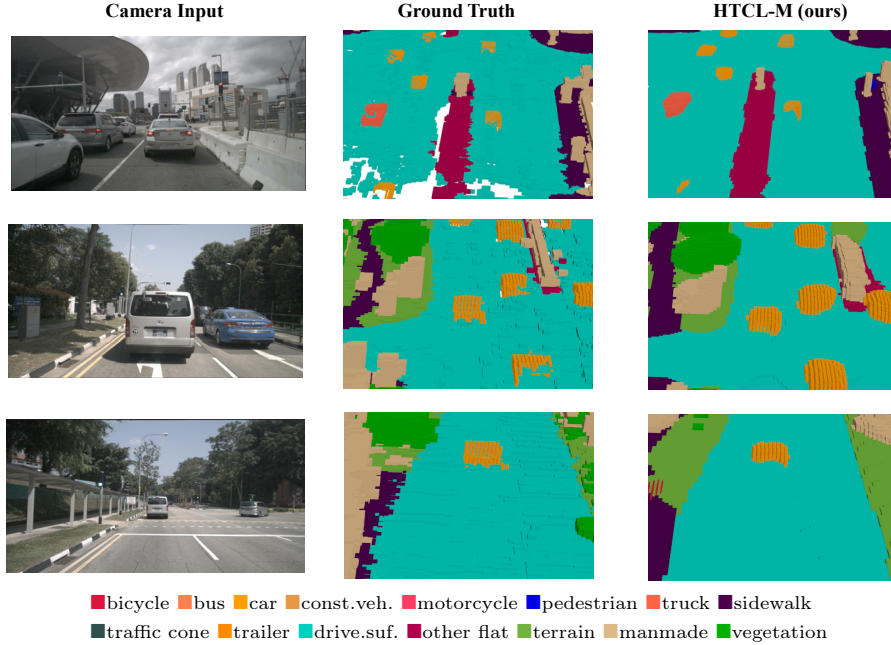 Camera Input Ground Truth HTCL-M (ours)
bicycle bus car const.veh. motorcycle pedestrian truck sidewalk
traffic cone trailer drive.suf. other flat terrain manmade vegetation